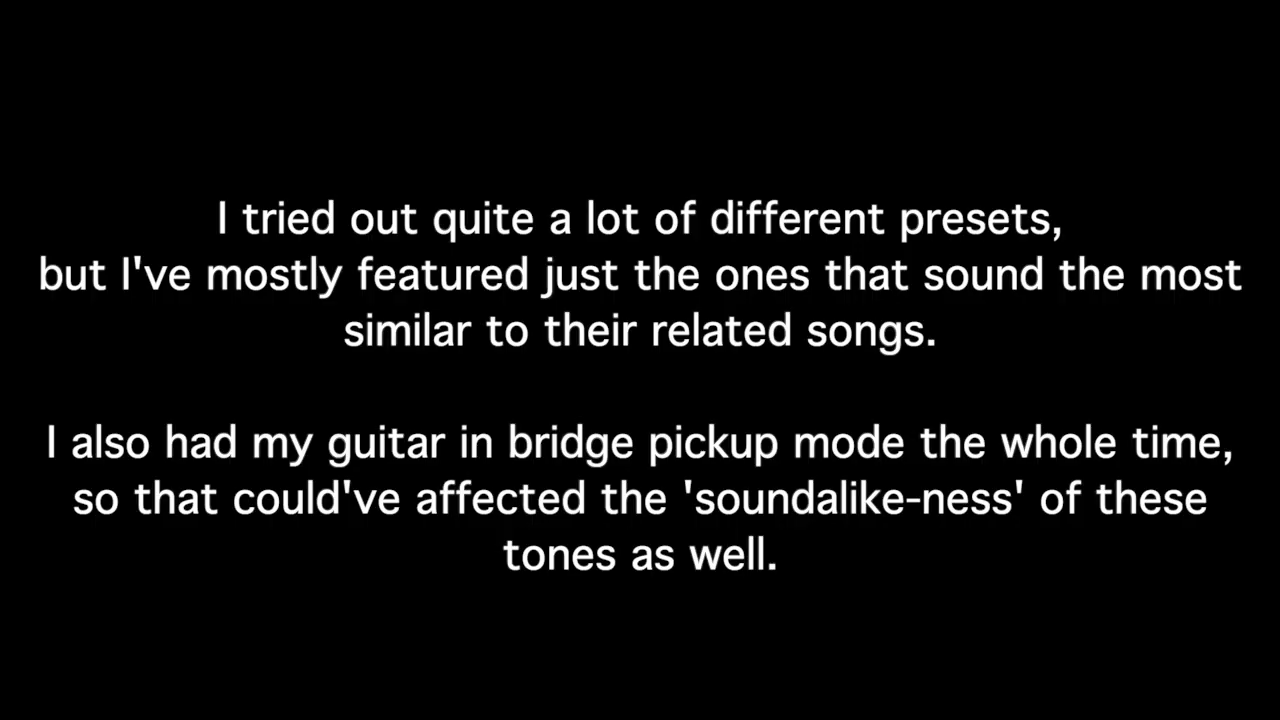 I tried out quite a lot of different presets,
but I've mostly featured just the ones that sound the most
similar to their related songs.
I also had my guitar in bridge pickup mode the whole time,
so that could've affected the 'soundalike-ness' of these
tones as well.